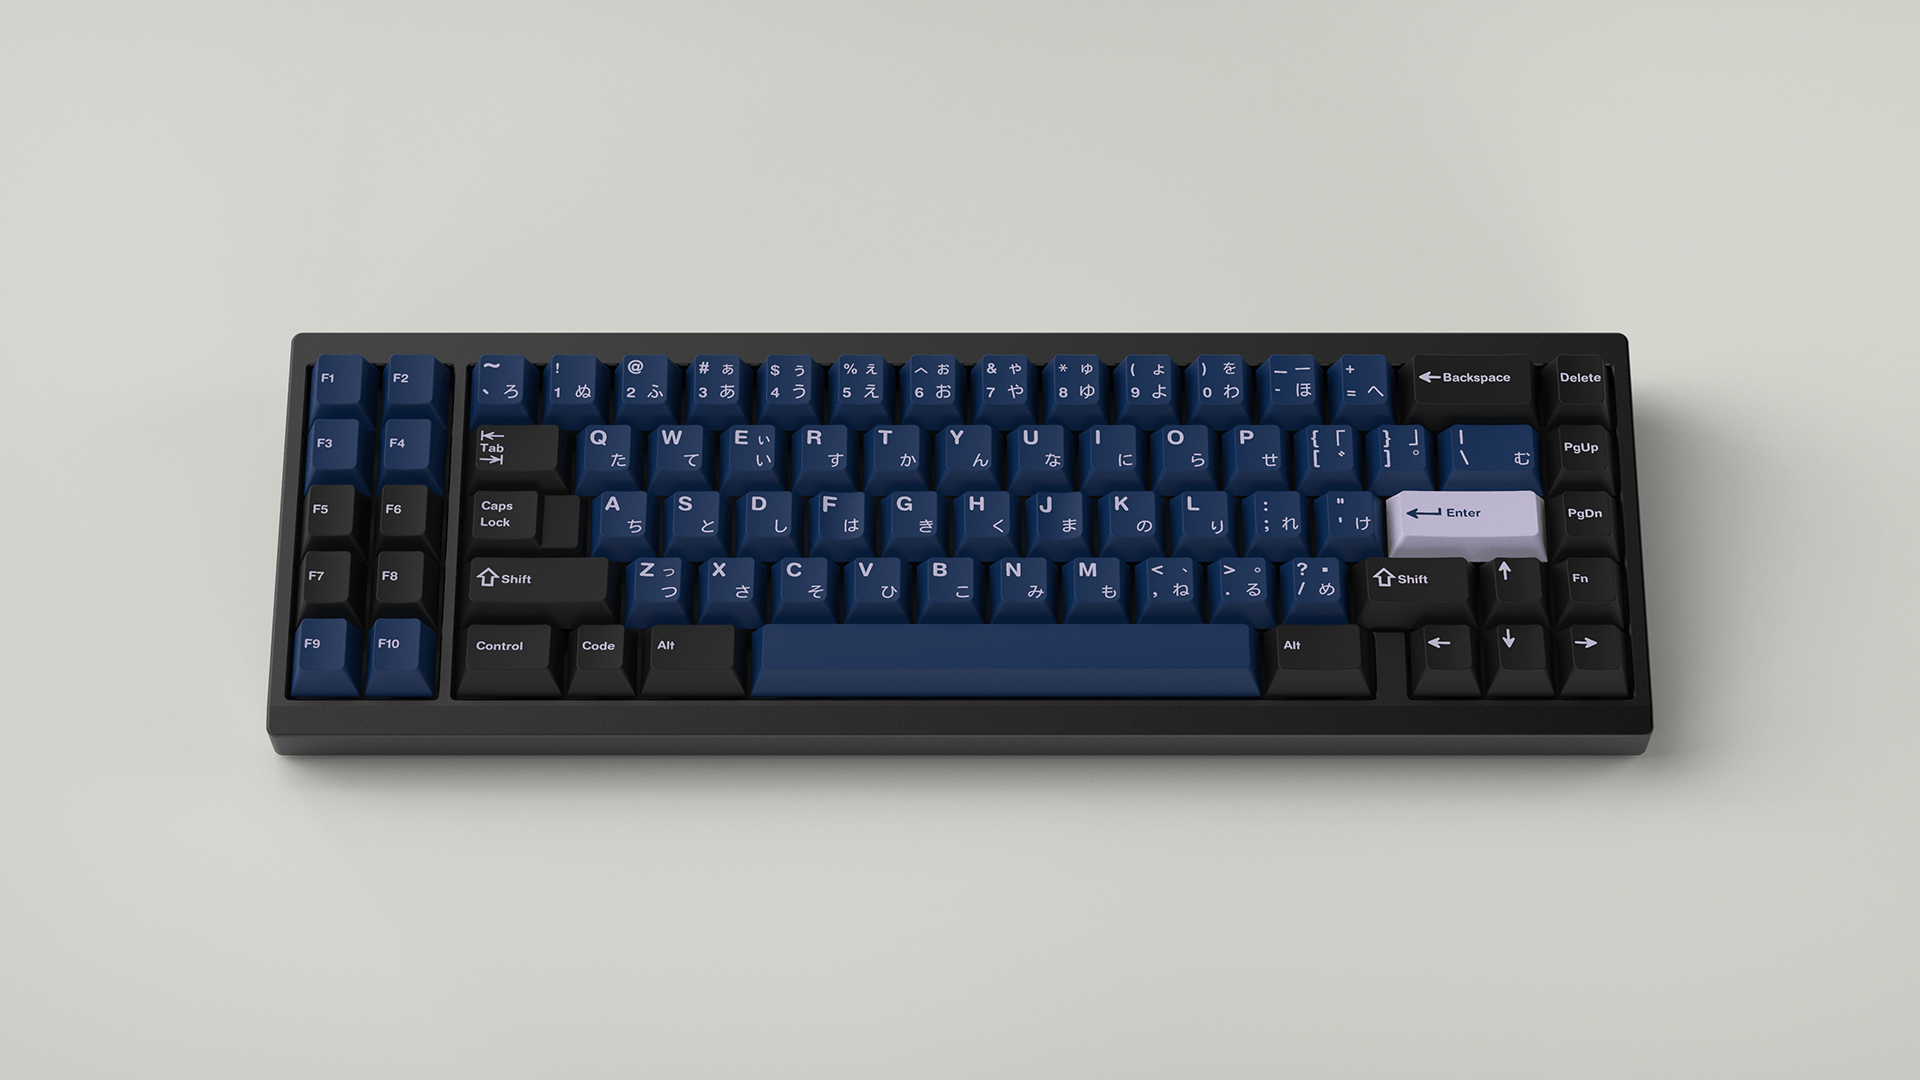 F1 F2 ~ ` ろ ! 1 ぬ @ 2 ふ # ぁ 3 あ $ ぅ 4 う % ぇ 5 え ^ ぉ 6 お & ゃ 7 や * ゅ 8 ゆ ( ょ 9 よ ) を 0 わ _ ー - ほ + = へ ←Backspace Delete
F3 F4 Tab Q た W て E ぃ い R す T か Y ん U な I に O ら P せ { 「 [ ゛ } 」 ] ゜ | \ む PgUp
F5 F6 Caps Lock A ち S と D し F は G き H く J ま K の L り : ; れ " ' け ↵ Enter PgDn
F7 F8 ⇧Shift Z っ つ X さ C そ V ひ B こ N み M も < 、 , ね > 。 . る ? ・ / め ⇧Shift ↑ Fn
F9 F10 Control Code Alt Alt ← ↓ →